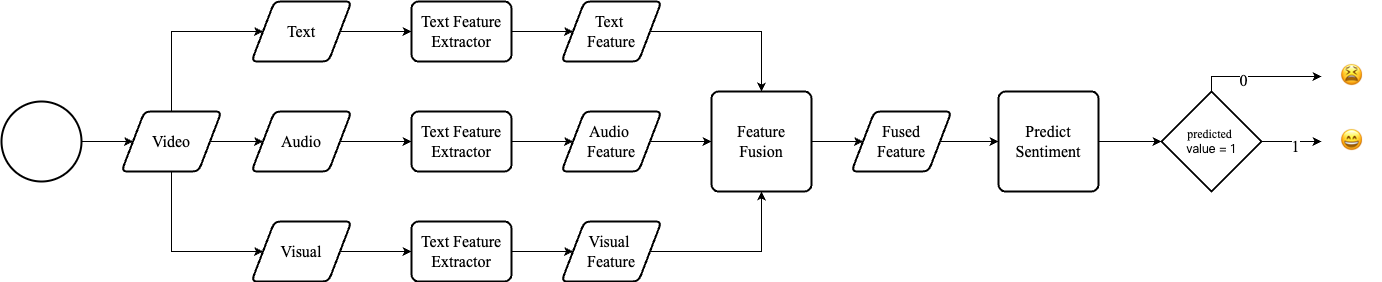 Text
Text Feature
Extractor
Text
Feature
Video
Audio
Text Feature
Extractor
Audio
Feature
Feature
Fusion
Fused
Feature
Predict
Sentiment
predicted
value = 1
0
1
Visual
Text Feature
Extractor
Visual
Feature